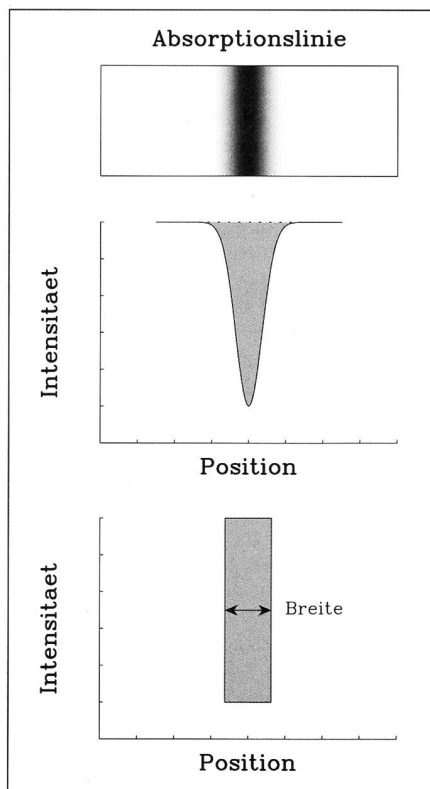 Absorptionslinie
Intensitaet
Position
Intensitaet
Breite
Position